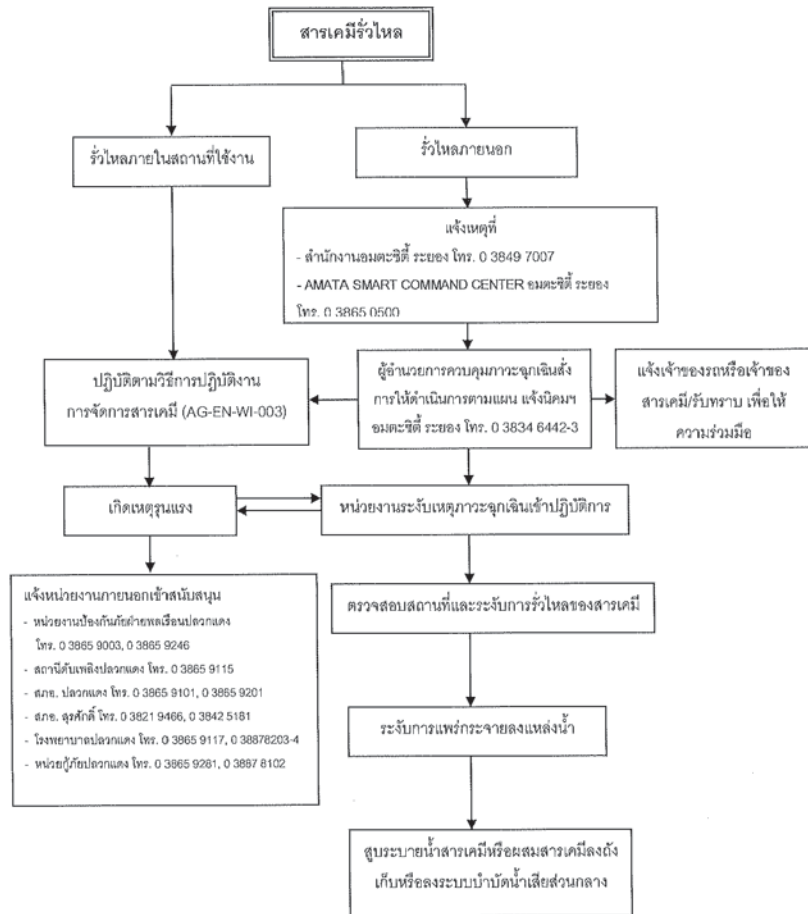 สารเคมีรั่วไหล
รั่วไหลภายในสถานที่ใช้งาน
รั่วไหลภายนอก
แจ้งเหตุที่
- สำนักงานอมตะซิตี้ ระยอง โทร. 0 3849 7007
- AMATA SMART COMMAND CENTER อมตะซิตี้ ระยอง
โทร. 0 3865 0500
ปฏิบัติตามวิธีการปฏิบัติงาน
การจัดการสารเคมี (AG-EN-WI-003)
ผู้อำนวยการควบคุมภาวะฉุกเฉินสั่ง
การให้ดำเนินการตามแผน แจ้งนิคมฯ
อมตะซิตี้ ระยอง โทร. 0 3834 6442-3
แจ้งเจ้าของรถหรือเจ้าของ
สารเคมี/รับทราบ เพื่อให้
ความร่วมมือ
เกิดเหตุรุนแรง
หน่วยงานระงับเหตุภาวะฉุกเฉินเข้าปฏิบัติการ
แจ้งหน่วยงานภายนอกเข้าสนับสนุน
- หน่วยงานป้องกันภัยฝ่ายพลเรือนปลวกแดง
โทร. 0 3865 9003, 0 3865 9246
- สถานีดับเพลิงปลวกแดง โทร. 0 3865 9115
- สภอ. ปลวกแดง โทร. 0 3865 9101, 0 3865 9201
- สภอ. สุรศักดิ์ โทร. 0 3821 9466, 0 3842 5181
- โรงพยาบาลปลวกแดง โทร. 0 3865 9117, 0 38878203-4
- หน่วยกู้ภัยปลวกแดง โทร. 0 3865 9281, 0 3887 8102
ตรวจสอบสถานที่และระงับการรั่วไหลของสารเคมี
ระงับการแพร่กระจายลงแหล่งน้ำ
สูบระบายน้ำสารเคมีหรือผสมสารเคมีลงถัง
เก็บหรือลงระบบบำบัดน้ำเสียส่วนกลาง